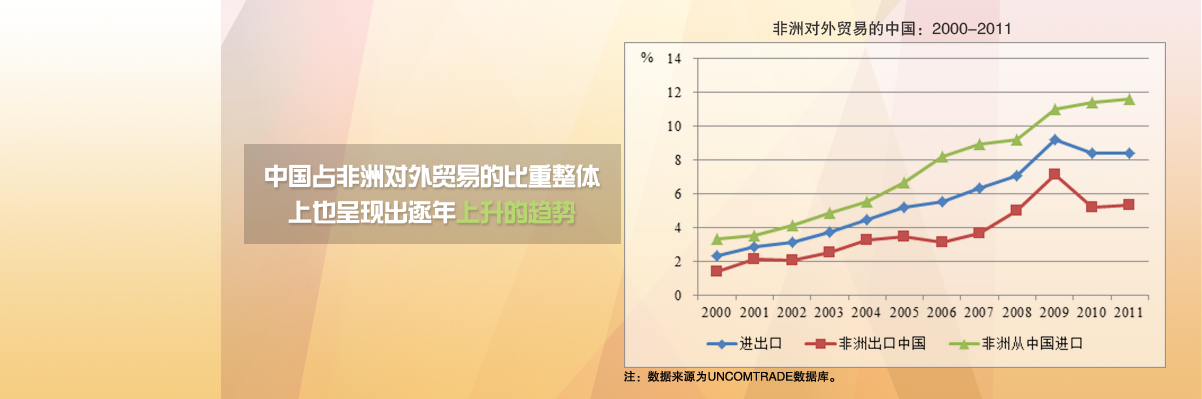 中国占非洲对外贸易的比重整体
上也呈现出逐年上升的趋势
非洲对外贸易的中国：2000–2011
%
14
12
10
8
6
4
2
0
2000 2001 2002 2003 2004 2005 2006 2007 2008 2009 2010 2011
进出口 非洲出口中国 非洲从中国进口
注：数据来源为UNCOMTRADE数据库。